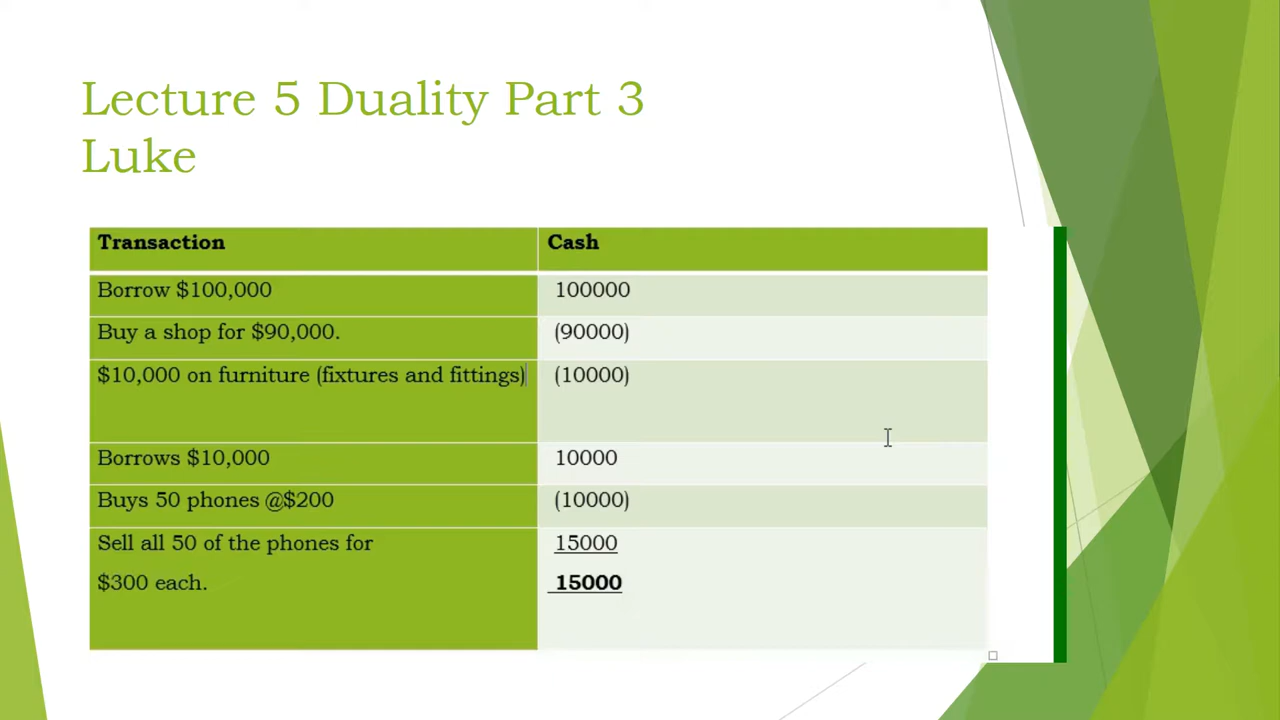 Lecture 5 Duality Part 3
Luke
Transaction Cash
Borrow $100,000 100000
Buy a shop for $90,000. (90000)
$10,000 on furniture (fixtures and fittings) (10000)
Borrows $10,000 10000
Buys 50 phones @$200 (10000)
Sell all 50 of the phones for 15000
$300 each. 15000